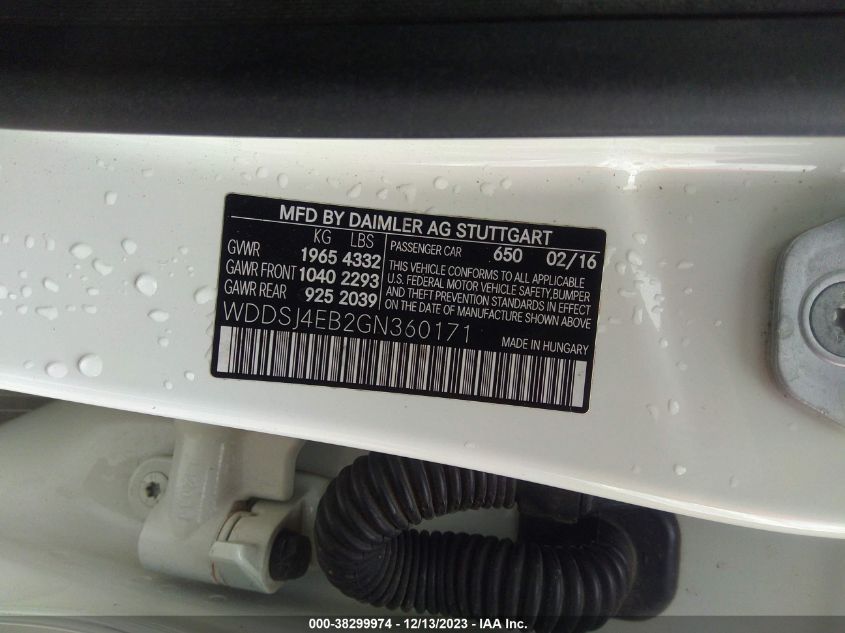 MFD BY DAIMLER AG STUTTGART
KG LBS
GVWR 1965 4332
GAWR FRONT 1040 2293
GAWR REAR 925 2039
PASSENGER CAR 650 02/16
THIS VEHICLE CONFORMS TO ALL APPLICABLE
U.S. FEDERAL MOTOR VEHICLE SAFETY,BUMPER
AND THEFT PREVENTION STANDARDS IN EFFECT
ON THE DATE OF MANUFACTURE SHOWN ABOVE
WDDSJ4EB2GN360171
MADE IN HUNGARY
000-38299974 - 12/13/2023 - IAA Inc.